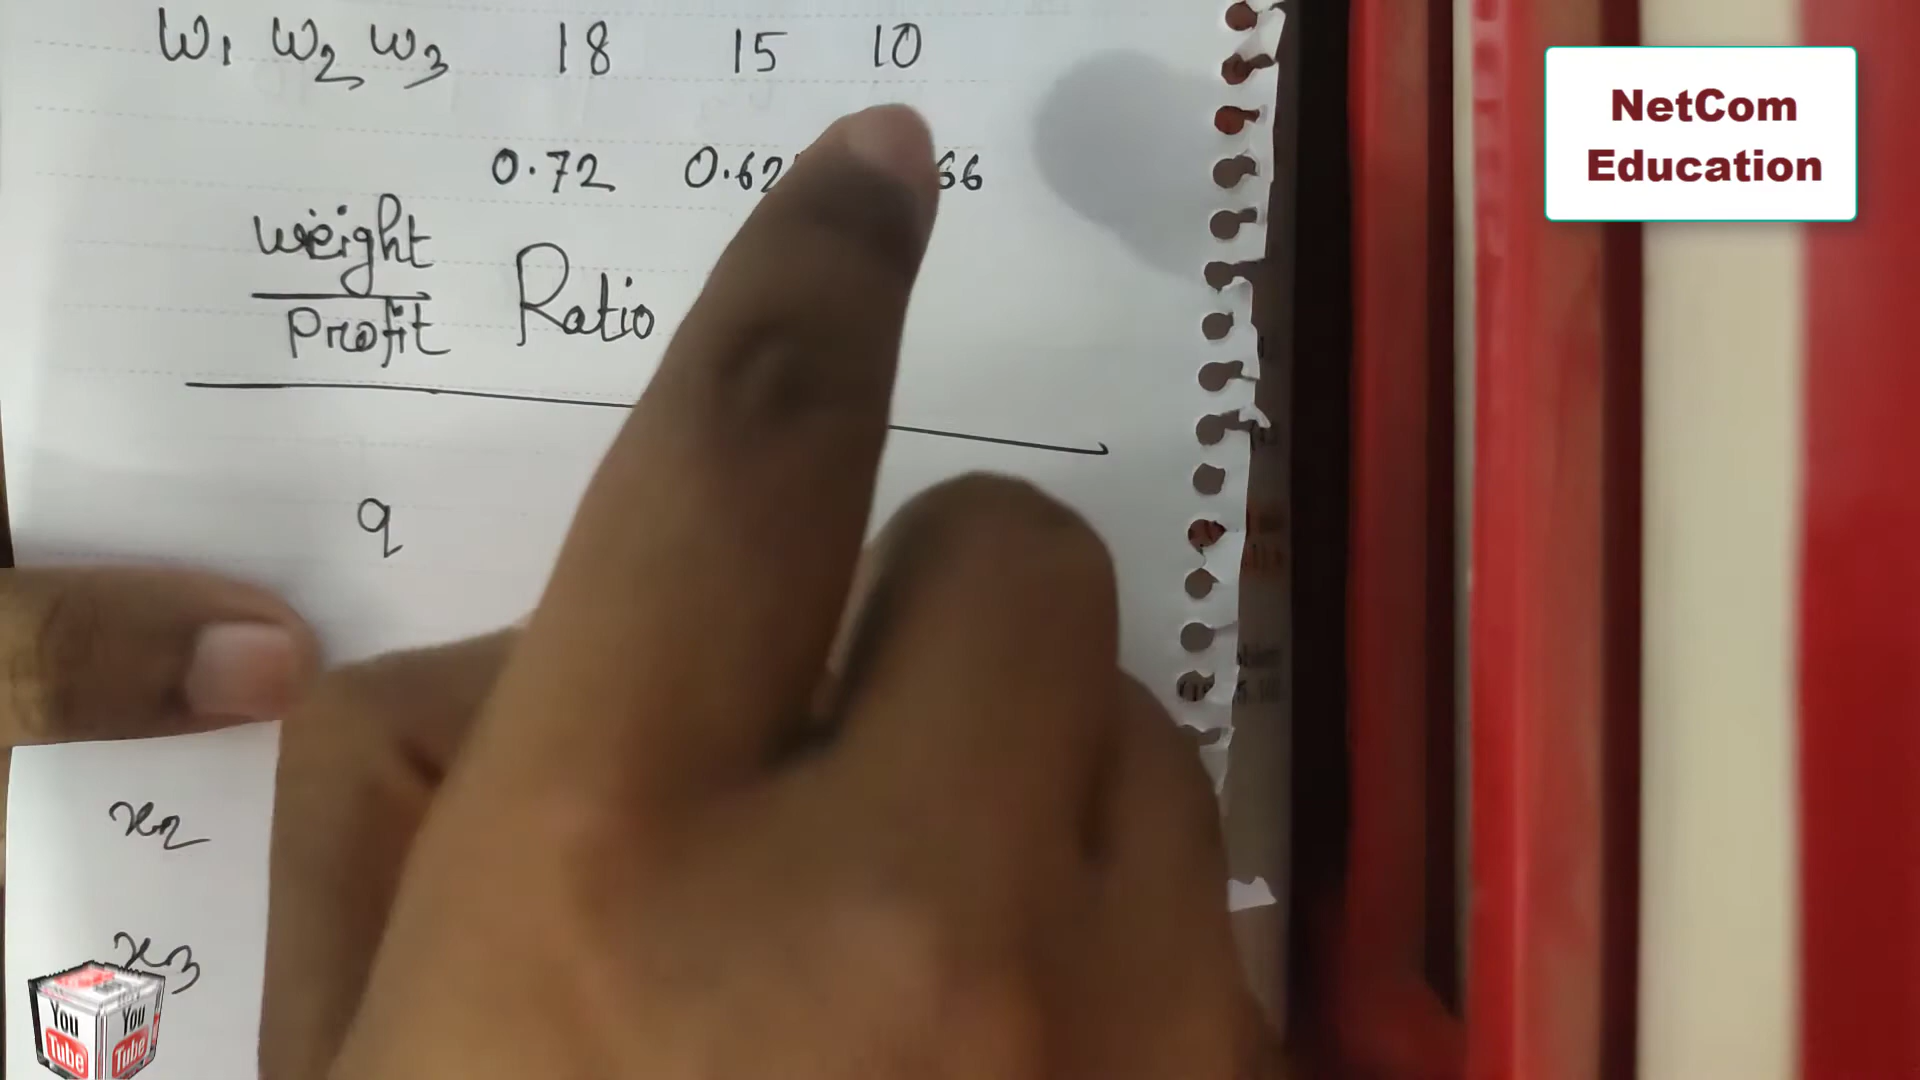 w1 w2 w3 18 15 10
0.72 0.62 66
weight
Profit
Ratio
9
x2
x3
NetCom
Education
You
Tube
You
Tube